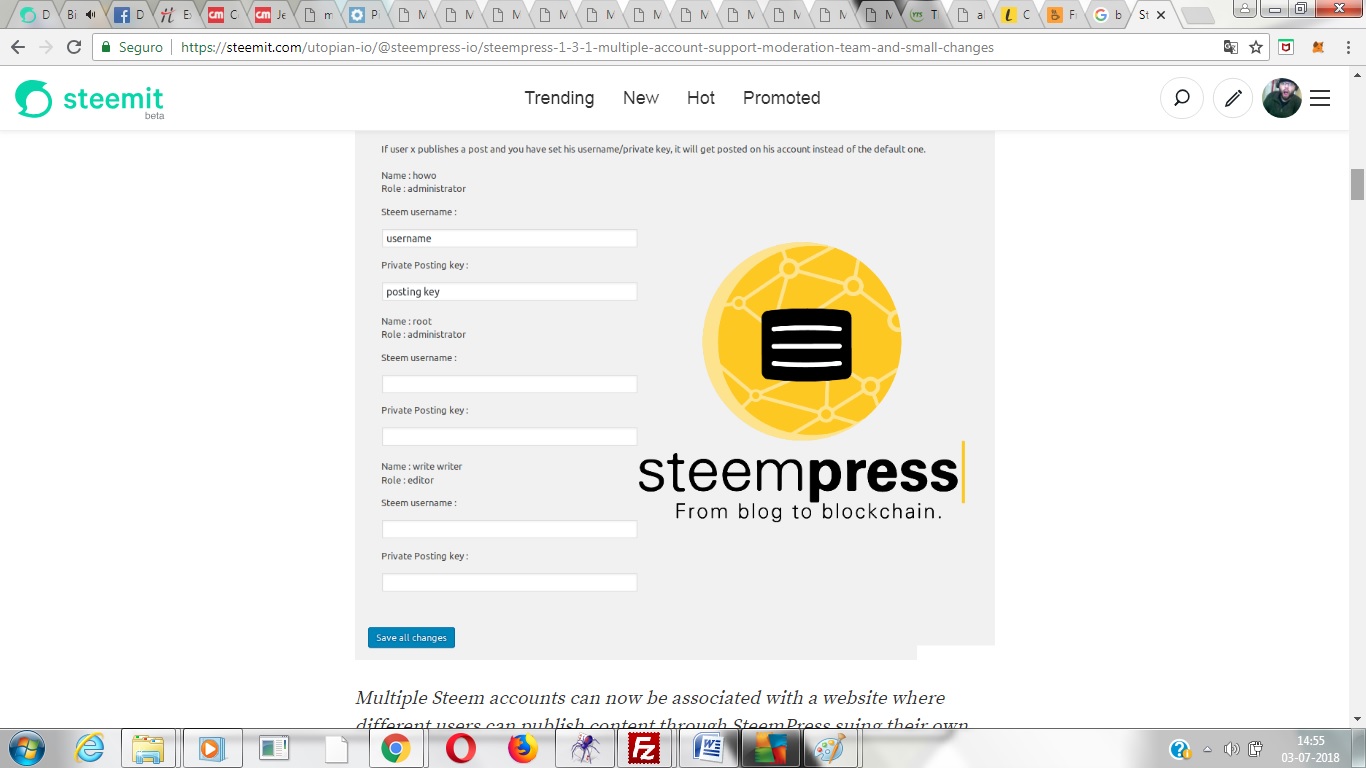 D
Bi
D
E
C
Je
m
Pi
M
M
M
M
M
M
M
M
M
M
M
T
al
C
F
b
St
Seguro
https://steemit.com/utopian-io/@steempress-io/steempress-1-3-1-multiple-account-support-moderation-team-and-small-changes
steemit
beta
Trending
New
Hot
Promoted
If user x publishes a post and you have set his username/private key, it will get posted on his account instead of the default one.
Name : howo
Role : administrator
Steem username :
username
Private Posting key :
posting key
Name : root
Role : administrator
Steem username :
Private Posting key :
Name : write writer
Role : editor
Steem username :
Private Posting key :
Save all changes
steempress
From blog to blockchain.
Multiple Steem accounts can now be associated with a website where
different users can publish content through SteemPress suing their own
14:55
03-07-2018